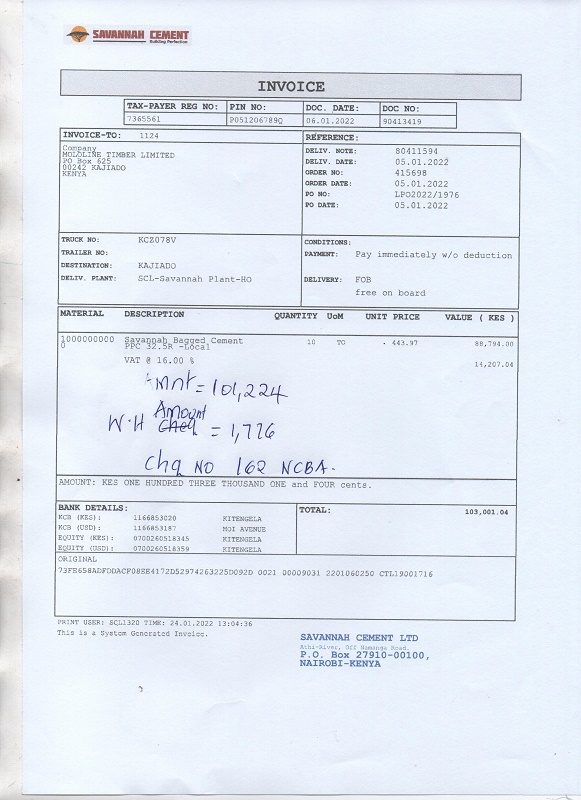 SAVANNAH CEMENT
Building Perfection
INVOICE
TAX-PAYER REG NO: PIN NO: DOC. DATE: DOC NO:
7365561 P051206789Q 06.01.2022 90413419
INVOICE-TO: 1124
Company
MOLOLINE TIMBER LIMITED
PO Box 625
00242 KAJIADO
KENYA
REFERENCE:
DELIV. NOTE: 80411594
DELIV. DATE: 05.01.2022
ORDER NO: 415698
ORDER DATE: 05.01.2022
PO NO: LPO2022/1976
PO DATE: 05.01.2022
TRUCK NO: KCZ078V
TRAILER NO:
DESTINATION: KAJIADO
DELIV. PLANT: SCL-Savannah Plant-HO
CONDITIONS:
PAYMENT: Pay immediately w/o deduction
DELIVERY: FOB
free on board
MATERIAL DESCRIPTION QUANTITY UoM UNIT PRICE VALUE ( KES )
1000000000 Savannah Bagged Cement 10 TO 443.97 88,794.00
0 PPC 32.5R -Local
VAT @ 16.00 % 14,207.04
Amnt = 101,224
Amount
W.H Cheq = 1,776
Chq NO 162 NCBA.
AMOUNT: KES ONE HUNDRED THREE THOUSAND ONE and FOUR cents.
BANK DETAILS:
KCB (KES): 1166853020 KITENGELA
KCB (USD): 1166853187 MOI AVENUE
EQUITY (KES): 0700260518345 KITENGELA
EQUITY (USD): 0700260518359 KITENGELA
TOTAL: 103,001.04
ORIGINAL
73FE658ADFDDACF08EE4172D52974263225D092D 0021 00009031 2201060250 CTL19001716
PRINT USER: SCL1320 TIME: 24.01.2022 13:04:36
This is a System Generated Invoice.
SAVANNAH CEMENT LTD
Athi-River, Off Namanga Road.
P.O. Box 27910-00100,
NAIROBI-KENYA